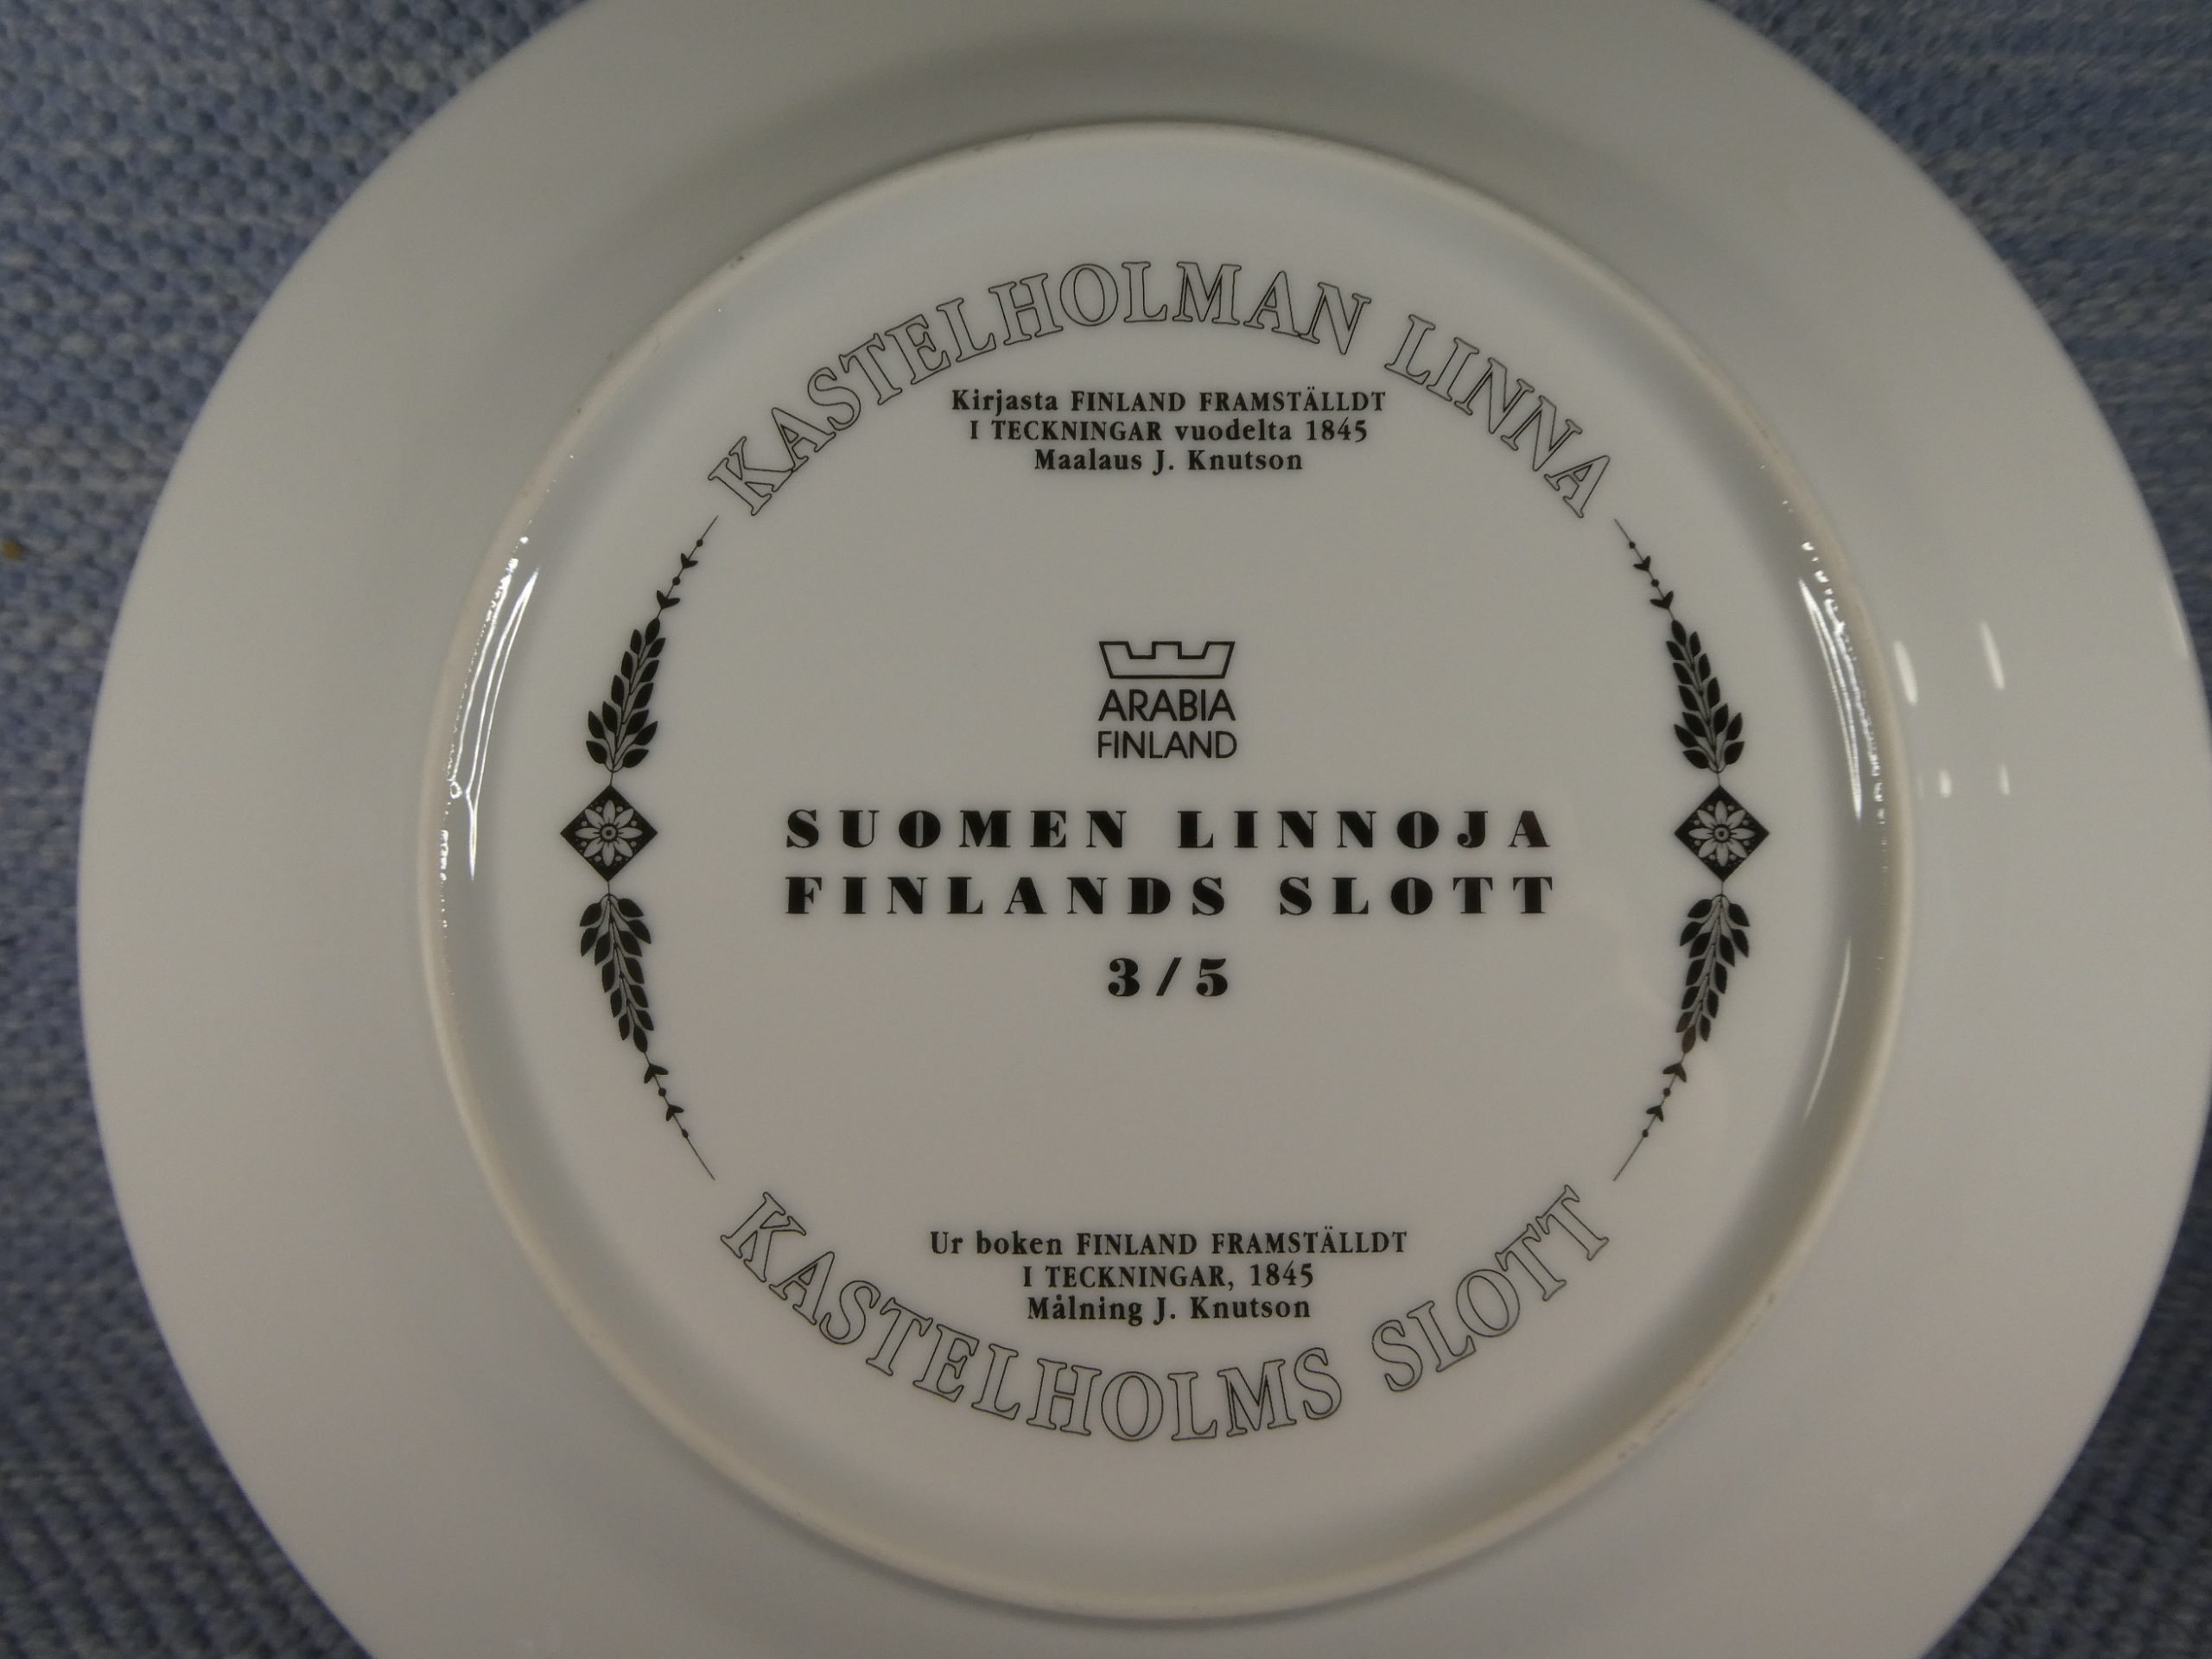 KASTELHOLMAN LINNA
Kirjasta FINLAND FRAMSTÄLLDT
I TECKNINGAR vuodelta 1845
Maalaus J. Knutson
ARABIA
FINLAND
SUOMEN LINNOJA
FINLANDS SLOTT
3/5
Ur boken FINLAND FRAMSTÄLLDT
I TECKNINGAR, 1845
Målning J. Knutson
KASTELHOLMS SLOTT